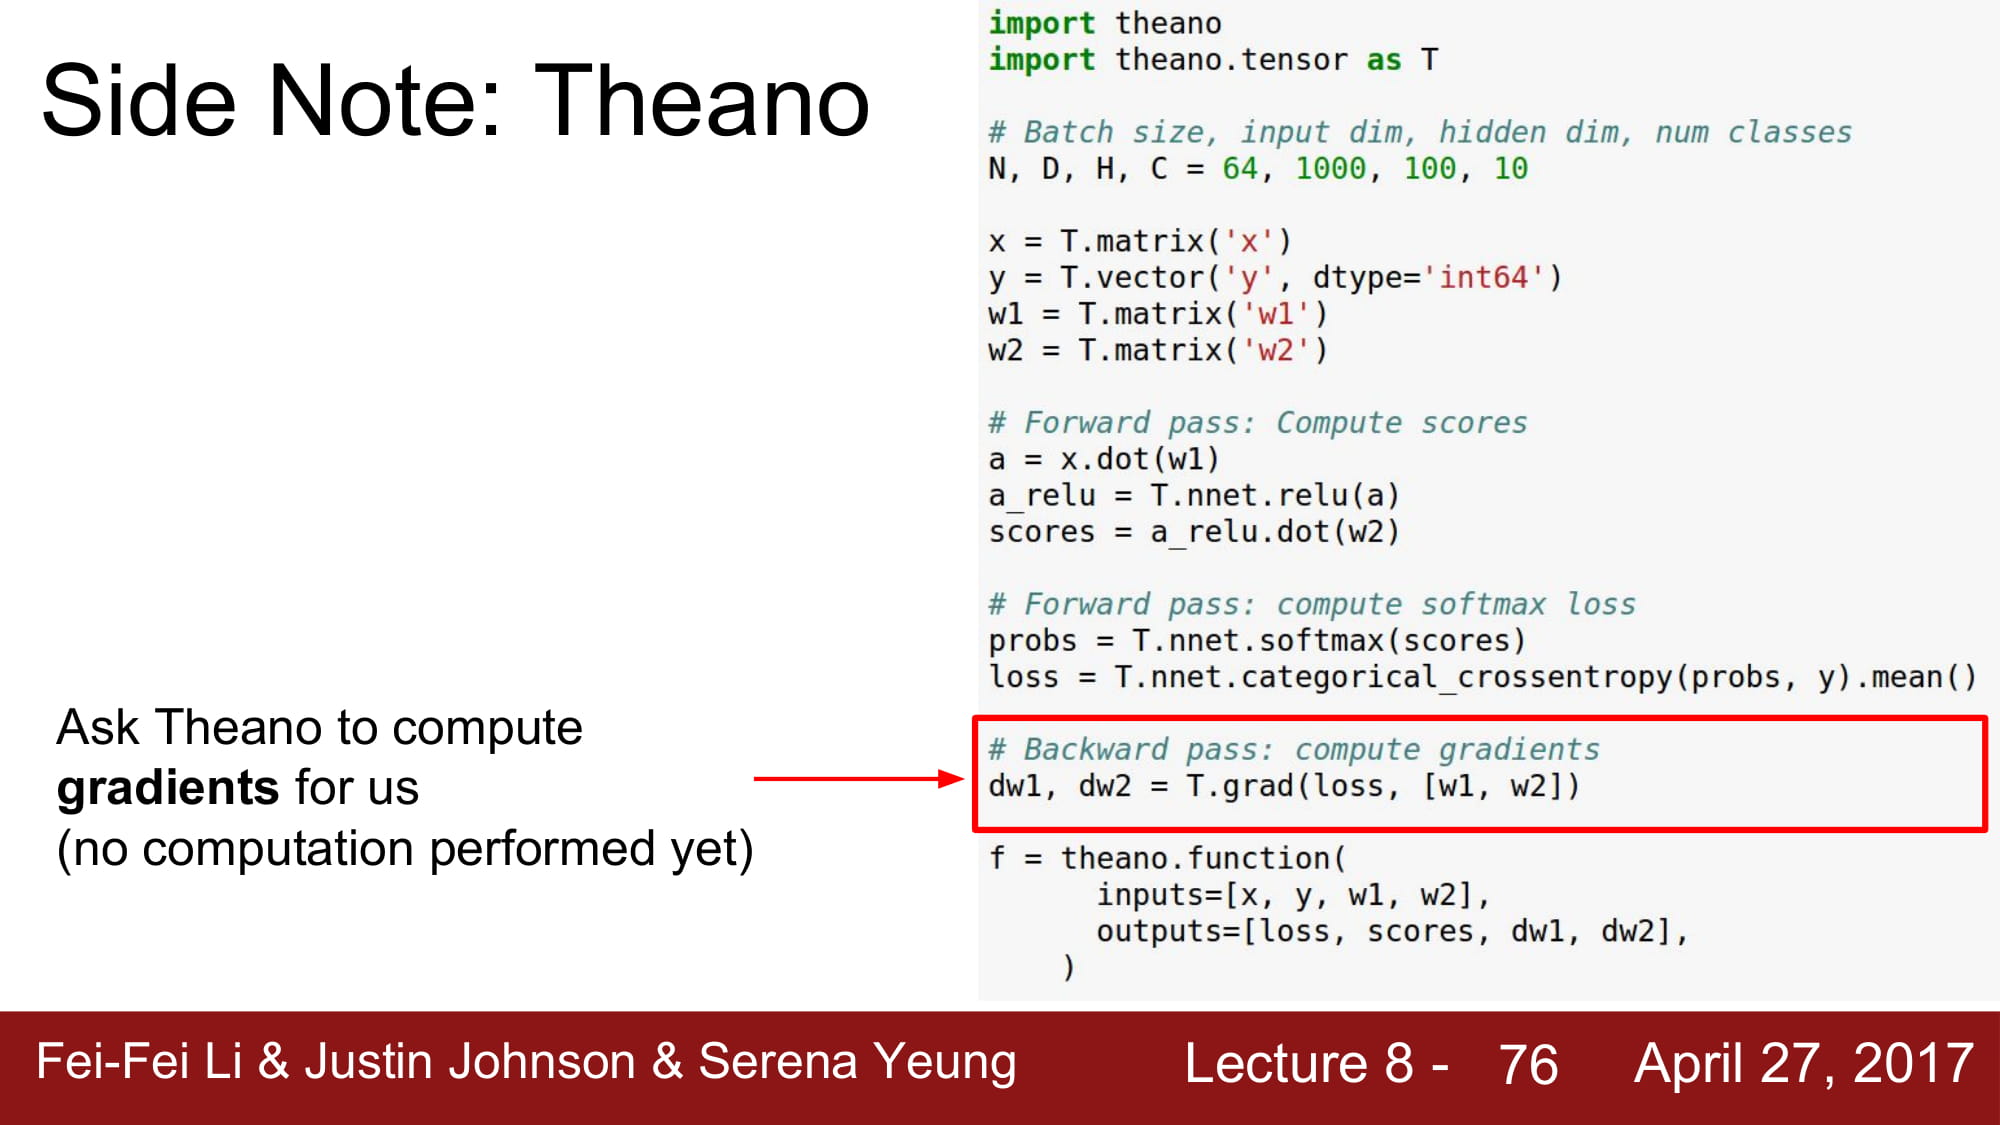 Side Note: Theano
import theano
import theano.tensor as T
# Batch size, input dim, hidden dim, num classes
N, D, H, C = 64, 1000, 100, 10
x = T.matrix('x')
y = T.vector('y', dtype='int64')
w1 = T.matrix('w1')
w2 = T.matrix('w2')
# Forward pass: Compute scores
a = x.dot(w1)
a_relu = T.nnet.relu(a)
scores = a_relu.dot(w2)
# Forward pass: compute softmax loss
probs = T.nnet.softmax(scores)
loss = T.nnet.categorical_crossentropy(probs, y).mean()
Ask Theano to compute
gradients for us
(no computation performed yet)
# Backward pass: compute gradients
dw1, dw2 = T.grad(loss, [w1, w2])
f = theano.function(
      inputs=[x, y, w1, w2],
      outputs=[loss, scores, dw1, dw2],
    )
Fei-Fei Li & Justin Johnson & Serena Yeung
Lecture 8 - 76
April 27, 2017